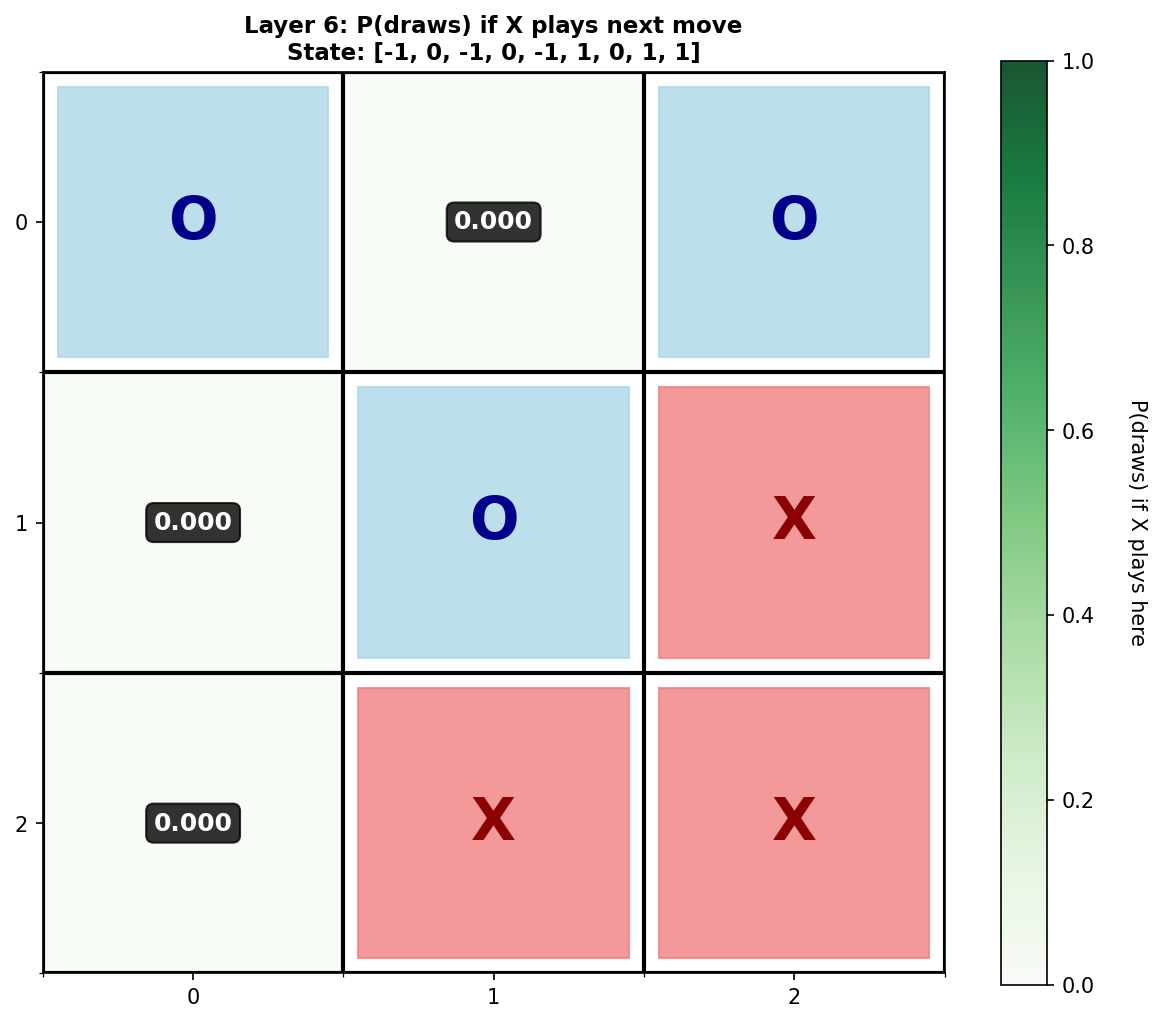 Layer 6: P(draws) if X plays next move
State: [-1, 0, -1, 0, -1, 1, 0, 1, 1]
0
O
0.000
O
1
0.000
O
X
2
0.000
X
X
0
1
2
1.0
0.8
0.6
0.4
0.2
0.0
P(draws) if X plays here